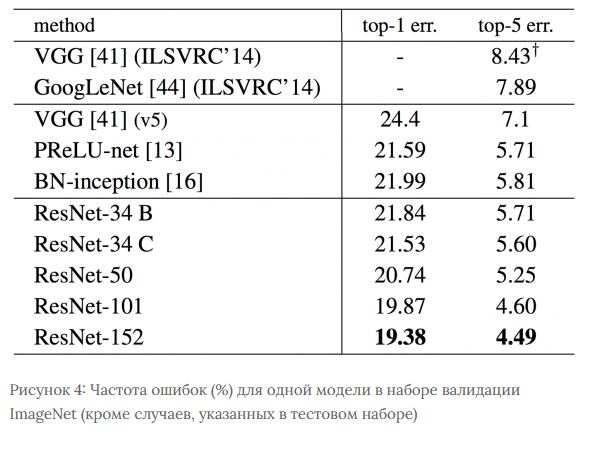 method top-1 err. top-5 err.
VGG [41] (ILSVRC’14) - 8.43†
GoogLeNet [44] (ILSVRC’14) - 7.89
VGG [41] (v5) 24.4 7.1
PReLU-net [13] 21.59 5.71
BN-inception [16] 21.99 5.81
ResNet-34 B 21.84 5.71
ResNet-34 C 21.53 5.60
ResNet-50 20.74 5.25
ResNet-101 19.87 4.60
ResNet-152 19.38 4.49
Рисунок 4: Частота ошибок (%) для одной модели в наборе валидации
ImageNet (кроме случаев, указанных в тестовом наборе)